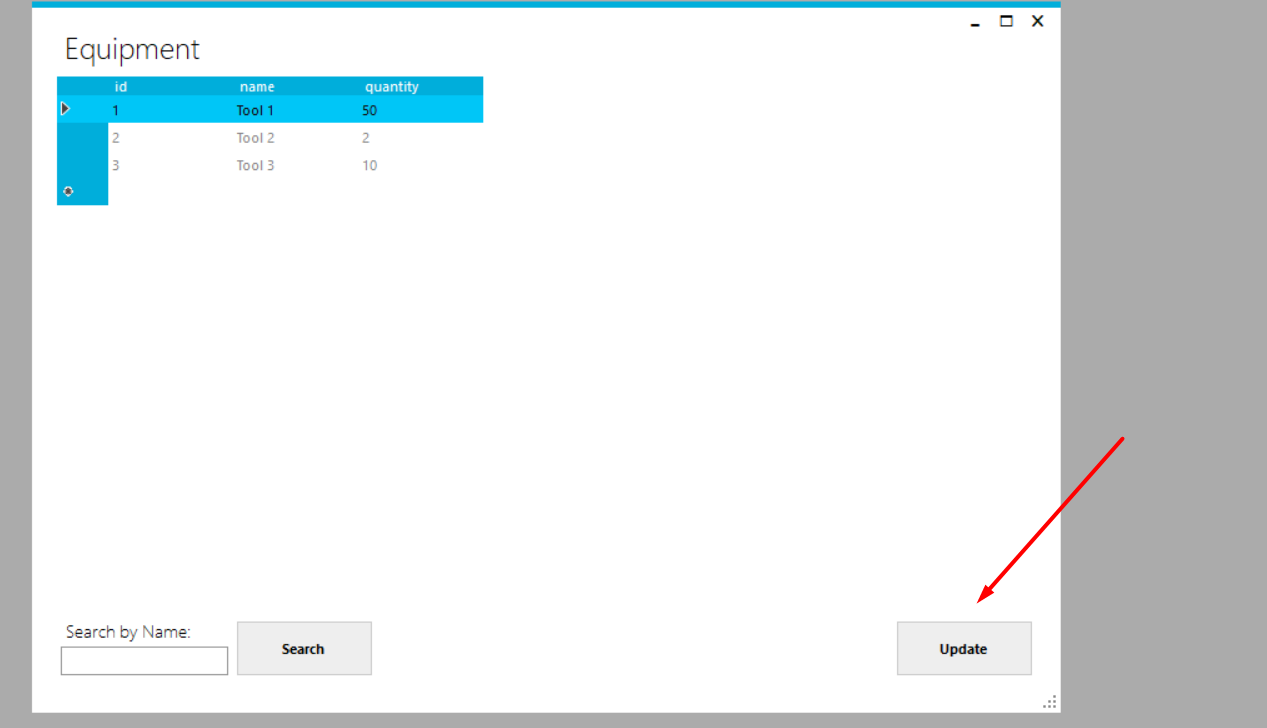 Equipment
id name quantity
1 Tool 1 50
2 Tool 2 2
3 Tool 3 10
Search by Name:
Search
Update